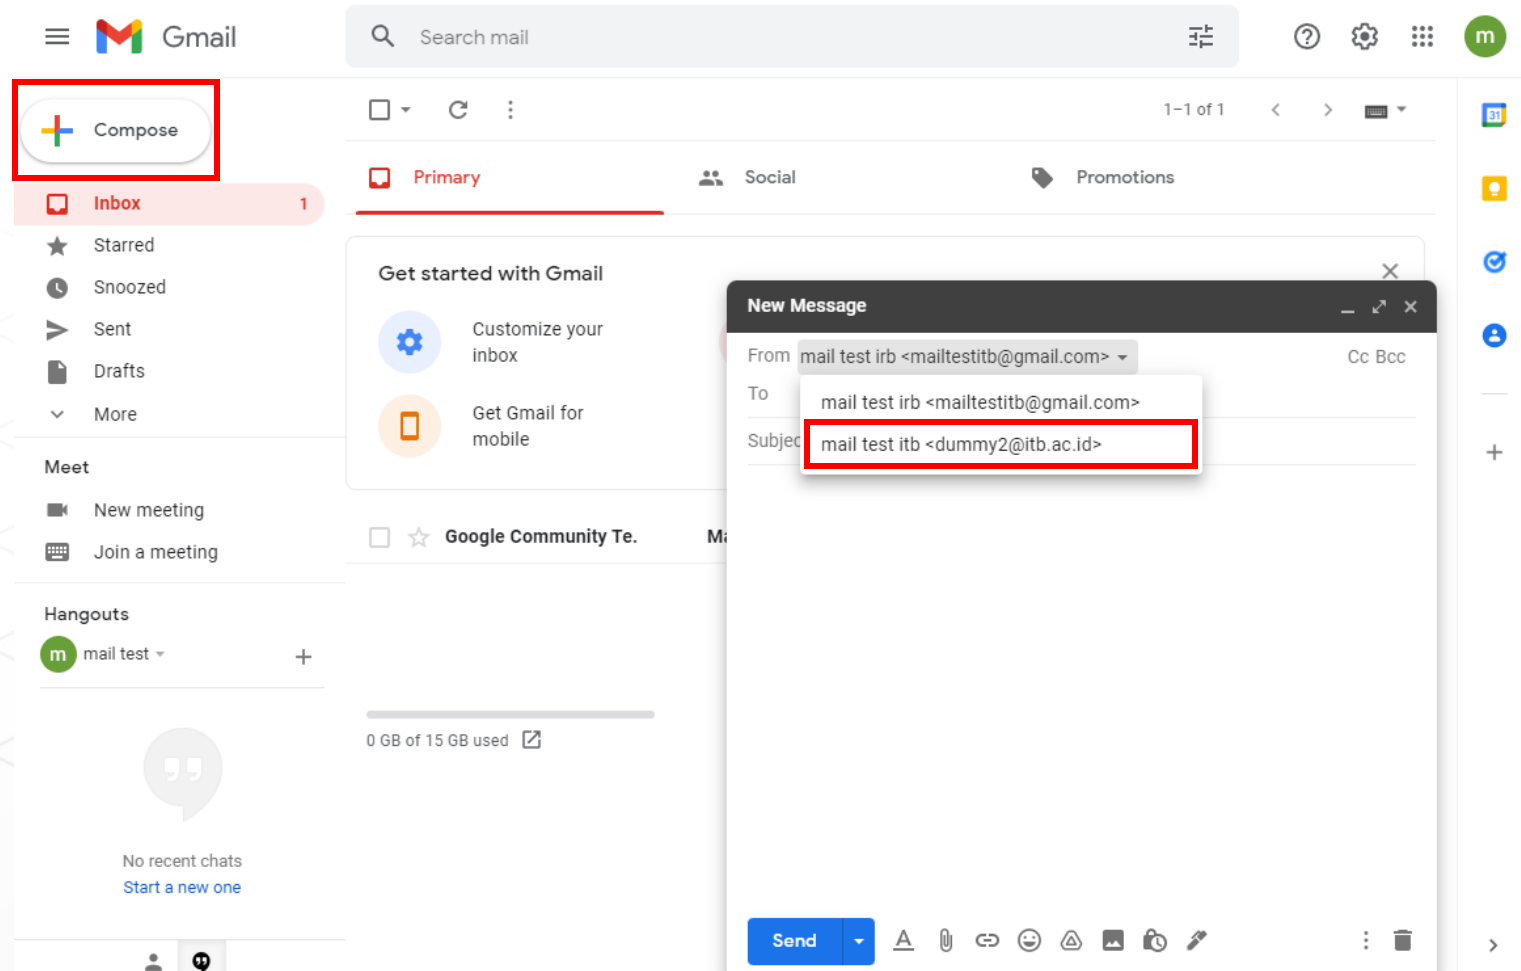 Gmail
Search mail
m
Compose
1–1 of 1
31
Primary
Social
Promotions
Inbox 1
Starred
Snoozed
Sent
Drafts
More
Get started with Gmail
Customize your
inbox
Get Gmail for
mobile
New Message
From mail test irb <mailtestitb@gmail.com>
Cc Bcc
To
mail test irb <mailtestitb@gmail.com>
Subjec
mail test itb <dummy2@itb.ac.id>
Meet
New meeting
Join a meeting
Google Community Te. Ma
Hangouts
m mail test
0 GB of 15 GB used
No recent chats
Start a new one
Send